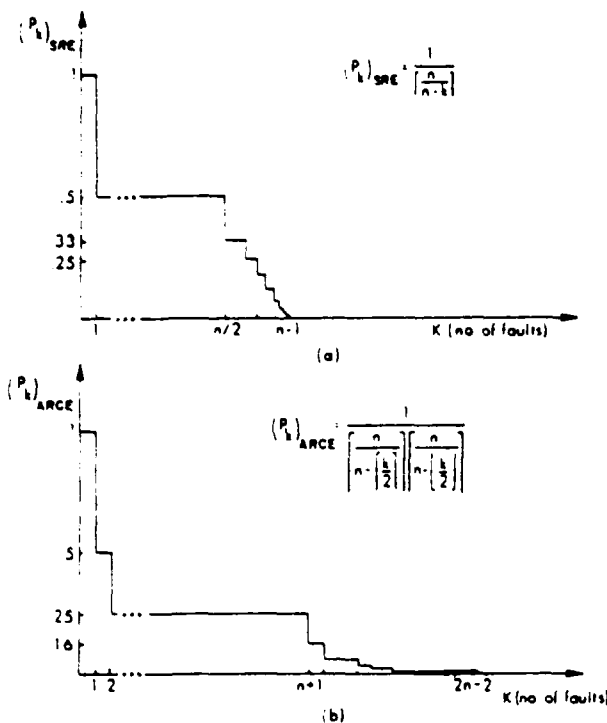 (P_k)_SRE
(P_k)_SRE = 1 / ⌈n / (n-k)⌉
1
.5
33
25
1 .... n/2 n-1
K (no of faults)
(a)
(P_k)_ARCE
(P_k)_ARCE = 1 / (⌈n / (n-⌈k/2⌉)⌉ ⌈n / (n-⌊k/2⌋)⌉)
1
5
25
16
1 2 .... n+1 2n-2
K (no of faults)
(b)